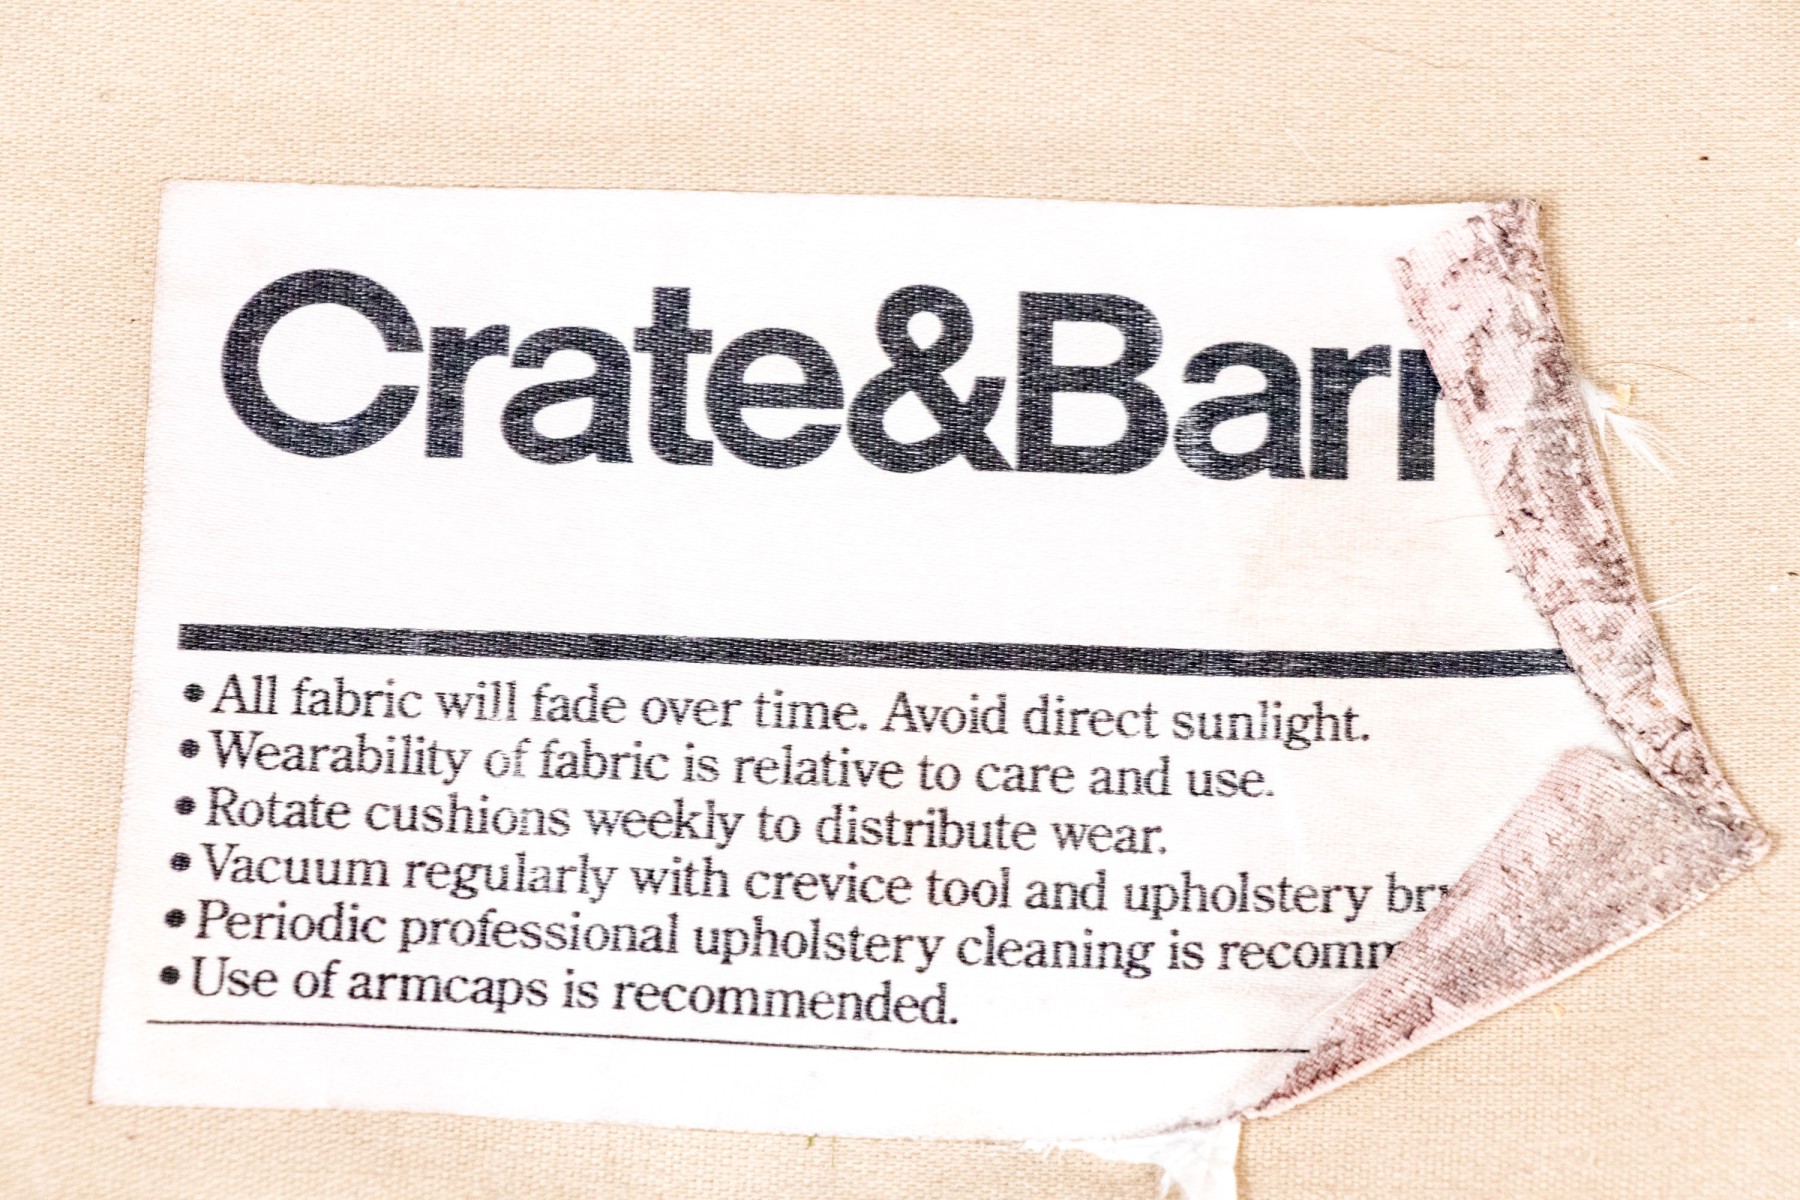 Crate&Barr
• All fabric will fade over time. Avoid direct sunlight.
• Wearability of fabric is relative to care and use.
• Rotate cushions weekly to distribute wear.
• Vacuum regularly with crevice tool and upholstery br
• Periodic professional upholstery cleaning is recomm
• Use of armcaps is recommended.